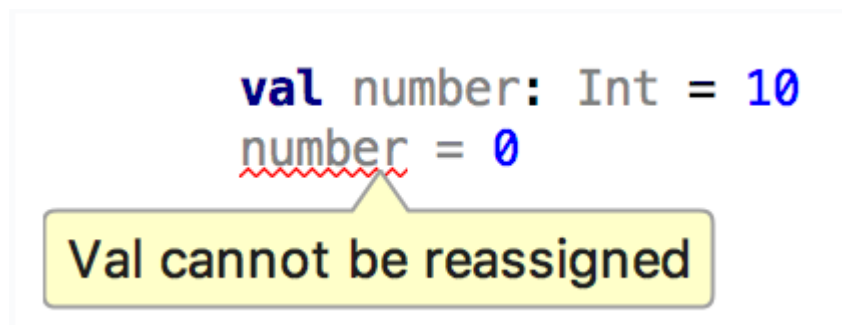 val number: Int = 10
number = 0
Val cannot be reassigned